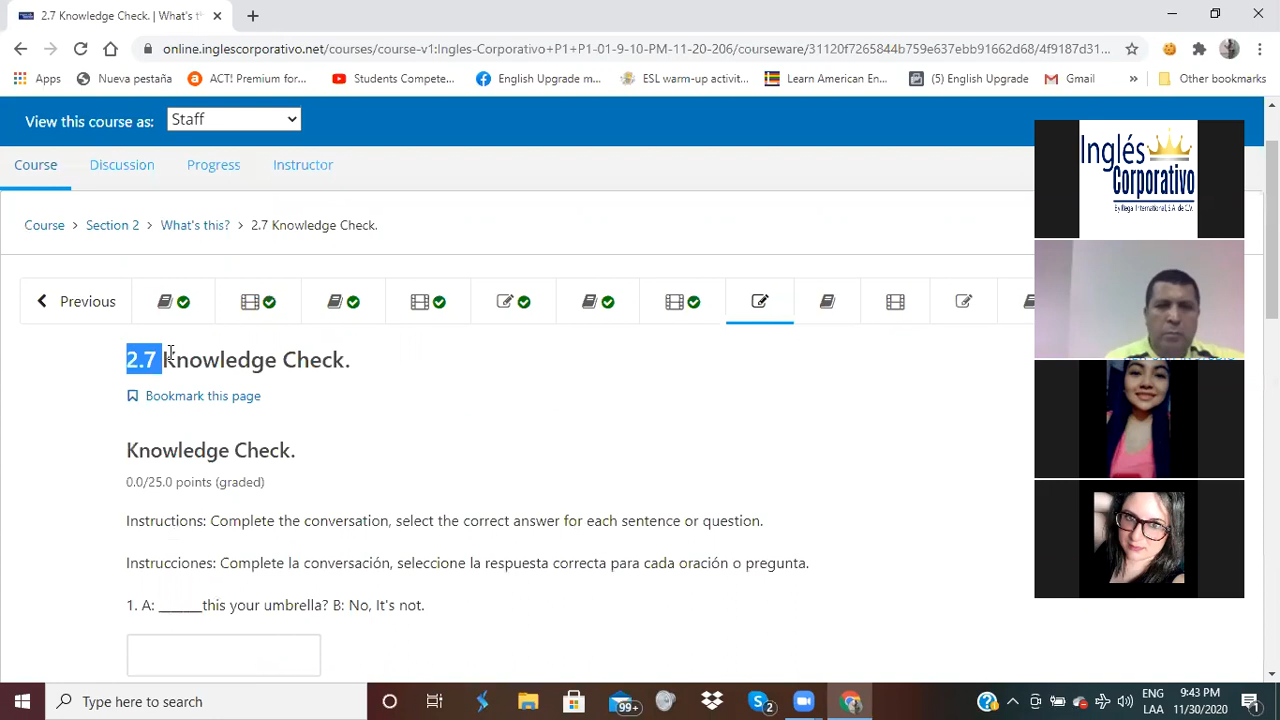 2.7 Knowledge Check. | What's t
online.inglescorporativo.net/courses/course-v1:Ingles-Corporativo+P1+P1-01-9-10-PM-11-20-206/courseware/31120f7265844b759e637ebb91662d68/4f9187d31...
Apps Nueva pestaña ACT! Premium for... Students Compete... English Upgrade m... ESL warm-up activit... Learn American En... (5) English Upgrade Gmail » Other bookmarks
View this course as: Staff
Course Discussion Progress Instructor
Course > Section 2 > What's this? > 2.7 Knowledge Check.
Previous
2.7 Knowledge Check.
Bookmark this page
Knowledge Check.
0.0/25.0 points (graded)
Instructions: Complete the conversation, select the correct answer for each sentence or question.
Instrucciones: Complete la conversación, seleccione la respuesta correcta para cada oración o pregunta.
1. A: _______this your umbrella? B: No, It's not.
Inglés
Corporativo
Type here to search
99+
2
ENG
LAA
9:43 PM
11/30/2020
1